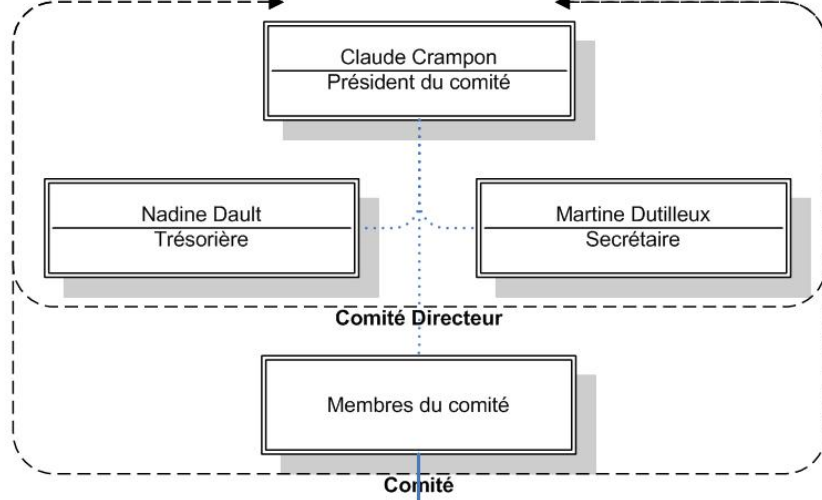 Claude Crampon
Président du comité
Nadine Dault
Trésorière
Martine Dutilleux
Secrétaire
Comité Directeur
Membres du comité
Comité